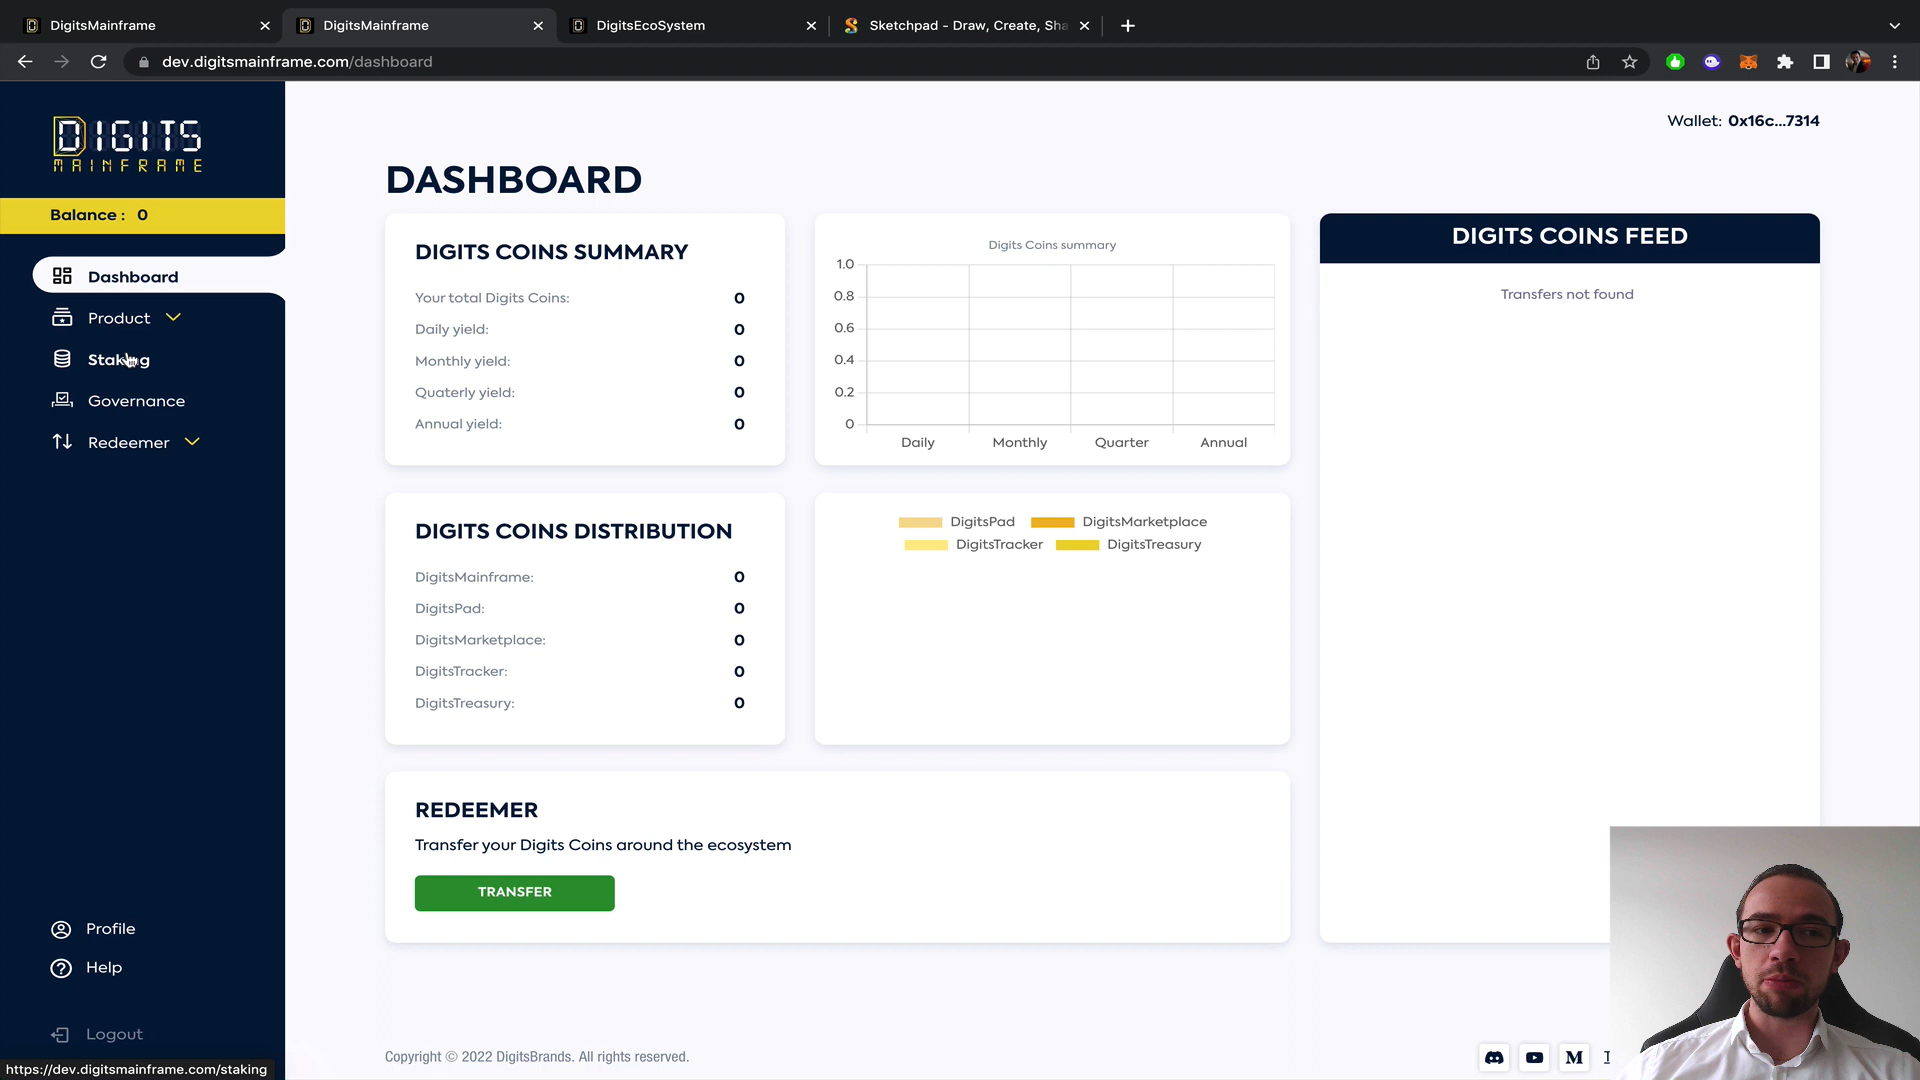 DigitsMainframe
DigitsMainframe
DigitsEcoSystem
Sketchpad - Draw, Create, Sha
dev.digitsmainframe.com/dashboard
DIGITS
MAINFRAME
Wallet: 0x16c...7314
Balance : 0
Dashboard
Product
Staking
Governance
Redeemer
DASHBOARD
DIGITS COINS SUMMARY
Your total Digits Coins: 0
Daily yield: 0
Monthly yield: 0
Quaterly yield: 0
Annual yield: 0
Digits Coins summary
1.0
0.8
0.6
0.4
0.2
0
Daily Monthly Quarter Annual
DIGITS COINS FEED
Transfers not found
DIGITS COINS DISTRIBUTION
DigitsMainframe: 0
DigitsPad: 0
DigitsMarketplace: 0
DigitsTracker: 0
DigitsTreasury: 0
DigitsPad DigitsMarketplace
DigitsTracker DigitsTreasury
REDEEMER
Transfer your Digits Coins around the ecosystem
TRANSFER
Profile
Help
Logout
Copyright © 2022 DigitsBrands. All rights reserved.
https://dev.digitsmainframe.com/staking